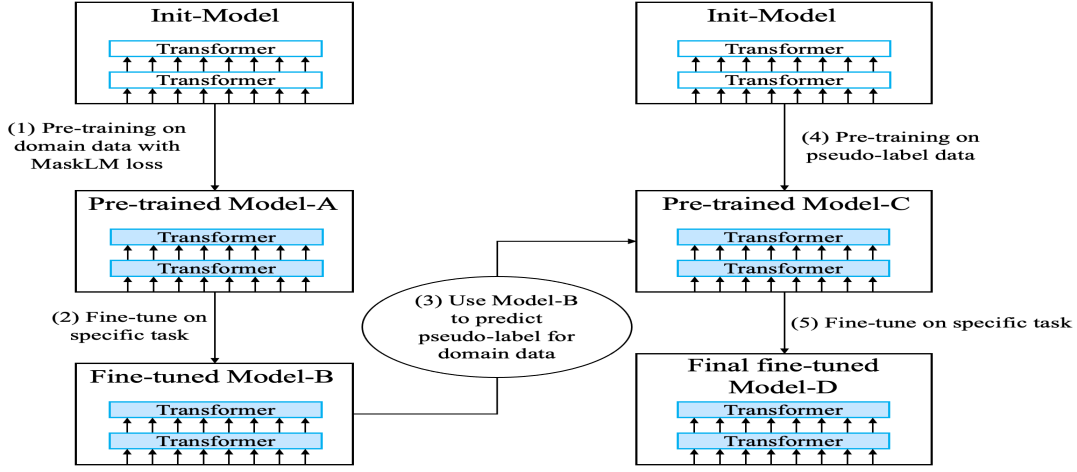 Init-Model
Transformer
Transformer
(1) Pre-training on
domain data with
MaskLM loss
Pre-trained Model-A
Transformer
Transformer
(2) Fine-tune on
specific task
Fine-tuned Model-B
Transformer
Transformer
(3) Use Model-B
to predict
pseudo-label for
domain data
Init-Model
Transformer
Transformer
(4) Pre-training on
pseudo-label data
Pre-trained Model-C
Transformer
Transformer
(5) Fine-tune on specific task
Final fine-tuned
Model-D
Transformer
Transformer